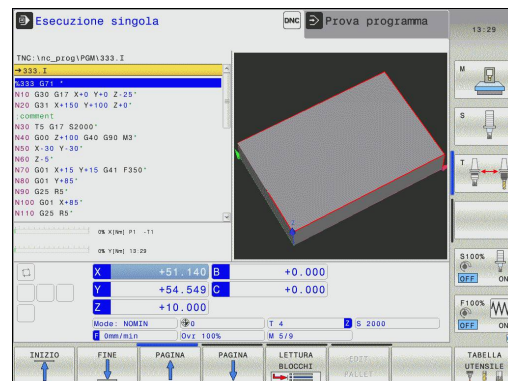 Esecuzione singola
DNC
Prova programma
13:29
TNC:\nc_prog\PGM\333.I
→333.I
%333 G71 *
N10 G30 G17 X+0 Y+0 Z-25*
N20 G31 X+150 Y+100 Z+0*
;comment
N30 T5 G17 S2000*
N40 G00 Z+100 G40 G90 M3*
N50 X-30 Y-30*
N60 Z-5*
N70 G01 X+15 Y+15 G41 F350*
N80 G01 Y+85*
N90 G25 R5*
N100 G01 X+85*
N110 G25 R5*
0% X[Nm] P1 -T1
0% Y[Nm] 13:29
X +51.140 B +0.000
Y +54.549 C +0.000
Z +10.000
Mode: NOMIN 0 T 4 Z S 2000
F 0mm/min Ovr 100% M 5/9
M
S
T
S100%
OFF ON
F100%
OFF ON
INIZIO FINE PAGINA PAGINA LETTURA BLOCCHI EDIT PALLET TABELLA UTENSILE